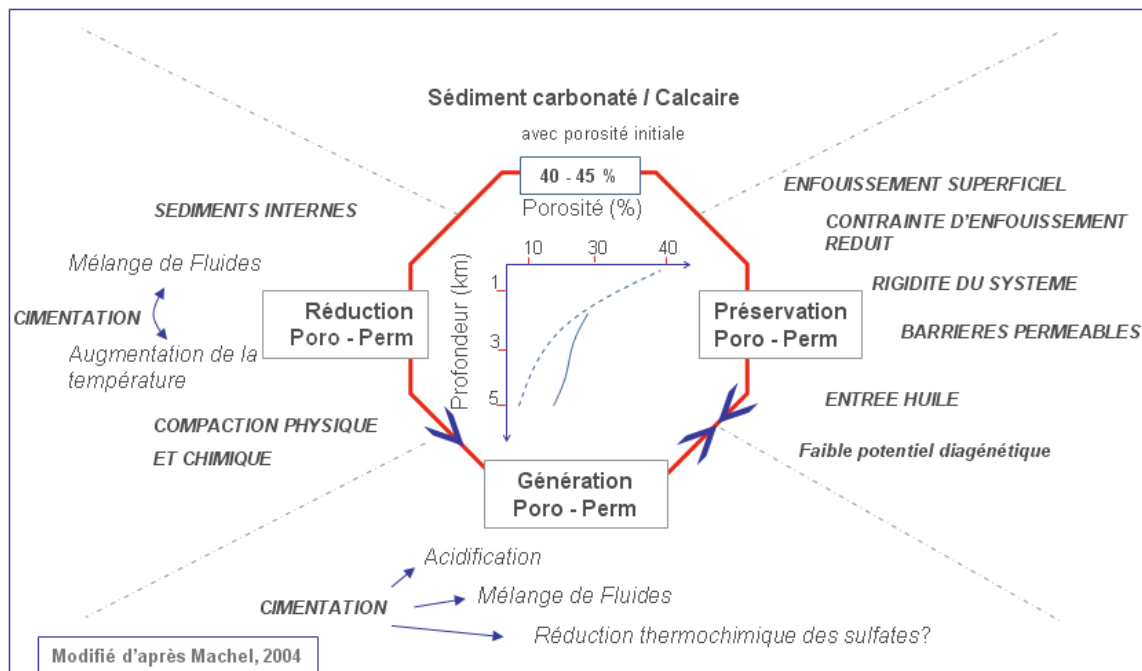 Sédiment carbonaté / Calcaire
avec porosité initiale
40 - 45 %
Porosité (%)
10 30 40
Profondeur (km)
1
3
5
SEDIMENTS INTERNES
Mélange de Fluides
CIMENTATION
Augmentation de la
température
COMPACTION PHYSIQUE
ET CHIMIQUE
Réduction
Poro - Perm
Préservation
Poro - Perm
ENFOUISSEMENT SUPERFICIEL
CONTRAINTE D'ENFOUISSEMENT
REDUIT
RIGIDITE DU SYSTEME
BARRIERES PERMEABLES
ENTREE HUILE
Faible potentiel diagénétique
Génération
Poro - Perm
Acidification
CIMENTATION
Mélange de Fluides
Réduction thermochimique des sulfates?
Modifié d'après Machel, 2004